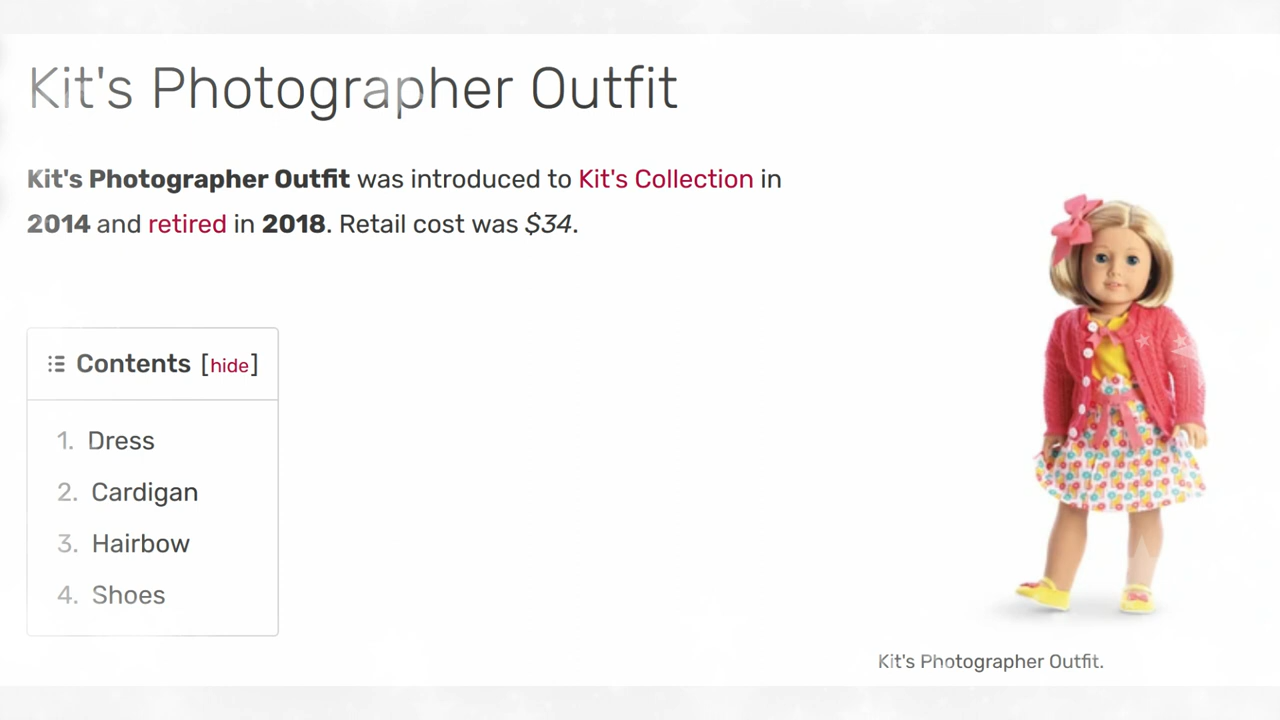 Kit's Photographer Outfit
Kit's Photographer Outfit was introduced to Kit's Collection in
2014 and retired in 2018. Retail cost was $34.
Contents [hide]
1. Dress
2. Cardigan
3. Hairbow
4. Shoes
Kit's Photographer Outfit.